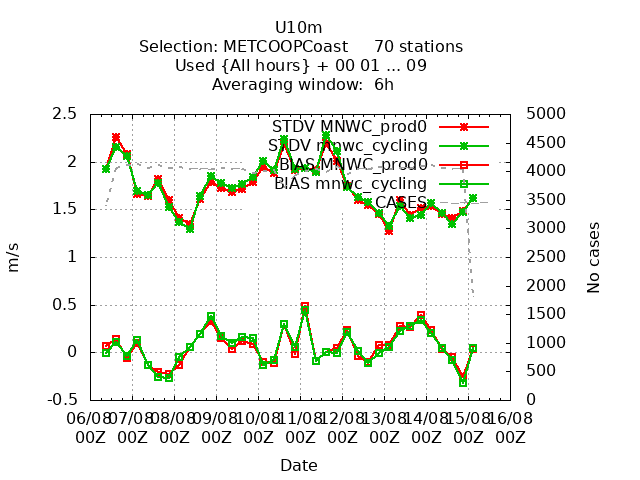 U10m
Selection: METCOOPCoast 70 stations
Used {All hours} + 00 01 ... 09
Averaging window: 6h
STDV MNWC_prod0
STDV mnwc_cycling
BIAS MNWC_prod0
BIAS mnwc_cycling
CASES
2.5
2
1.5
1
0.5
0
-0.5
m/s
5000
4500
4000
3500
3000
2500
2000
1500
1000
500
0
No cases
06/08 07/08 08/08 09/08 10/08 11/08 12/08 13/08 14/08 15/08 16/08
00Z 00Z 00Z 00Z 00Z 00Z 00Z 00Z 00Z 00Z 00Z
Date